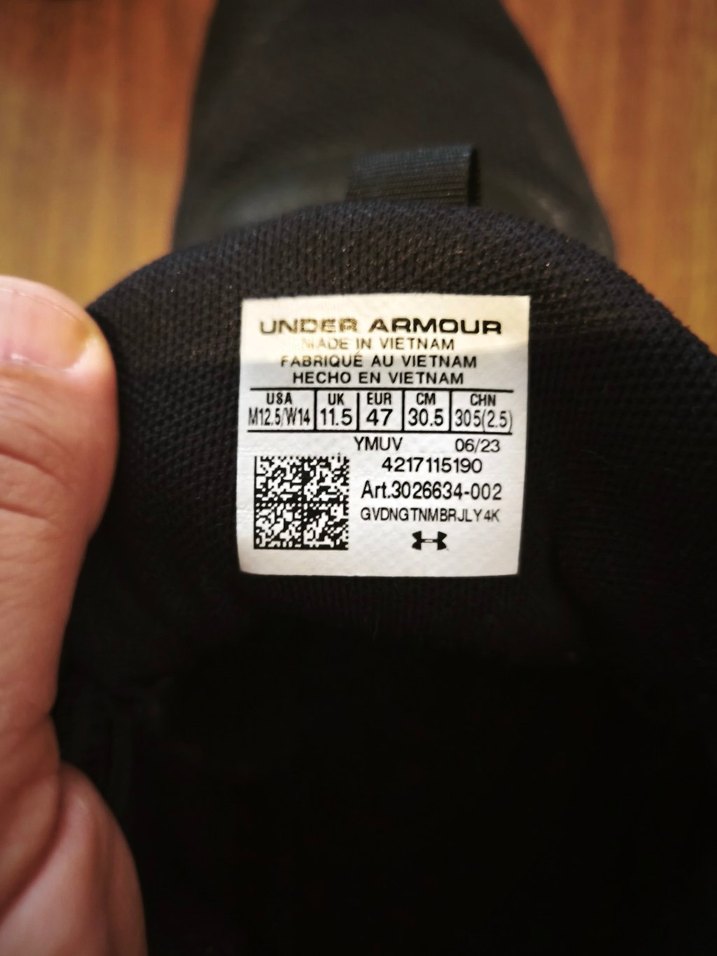 UNDER ARMOUR
MADE IN VIETNAM
FABRIQUÉ AU VIETNAM
HECHO EN VIETNAM
USA UK EUR CM CHN
M12.5/W14 11.5 47 30.5 305(2.5)
YMUV 06/23
4217115190
Art.3026634-002
GVDNGTNMBRJLY4K